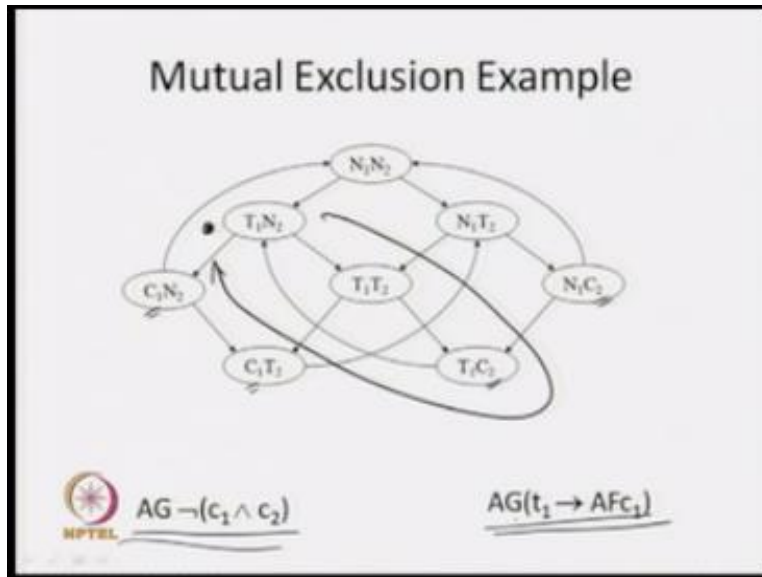 Mutual Exclusion Example
N₁N₂
T₁N₂
N₁T₂
C₁N₂
T₁T₂
N₁C₂
C₁T₂
T₁C₂
NPTEL
AG ¬(c₁ ∧ c₂)
AG(t₁ → AFc₁)